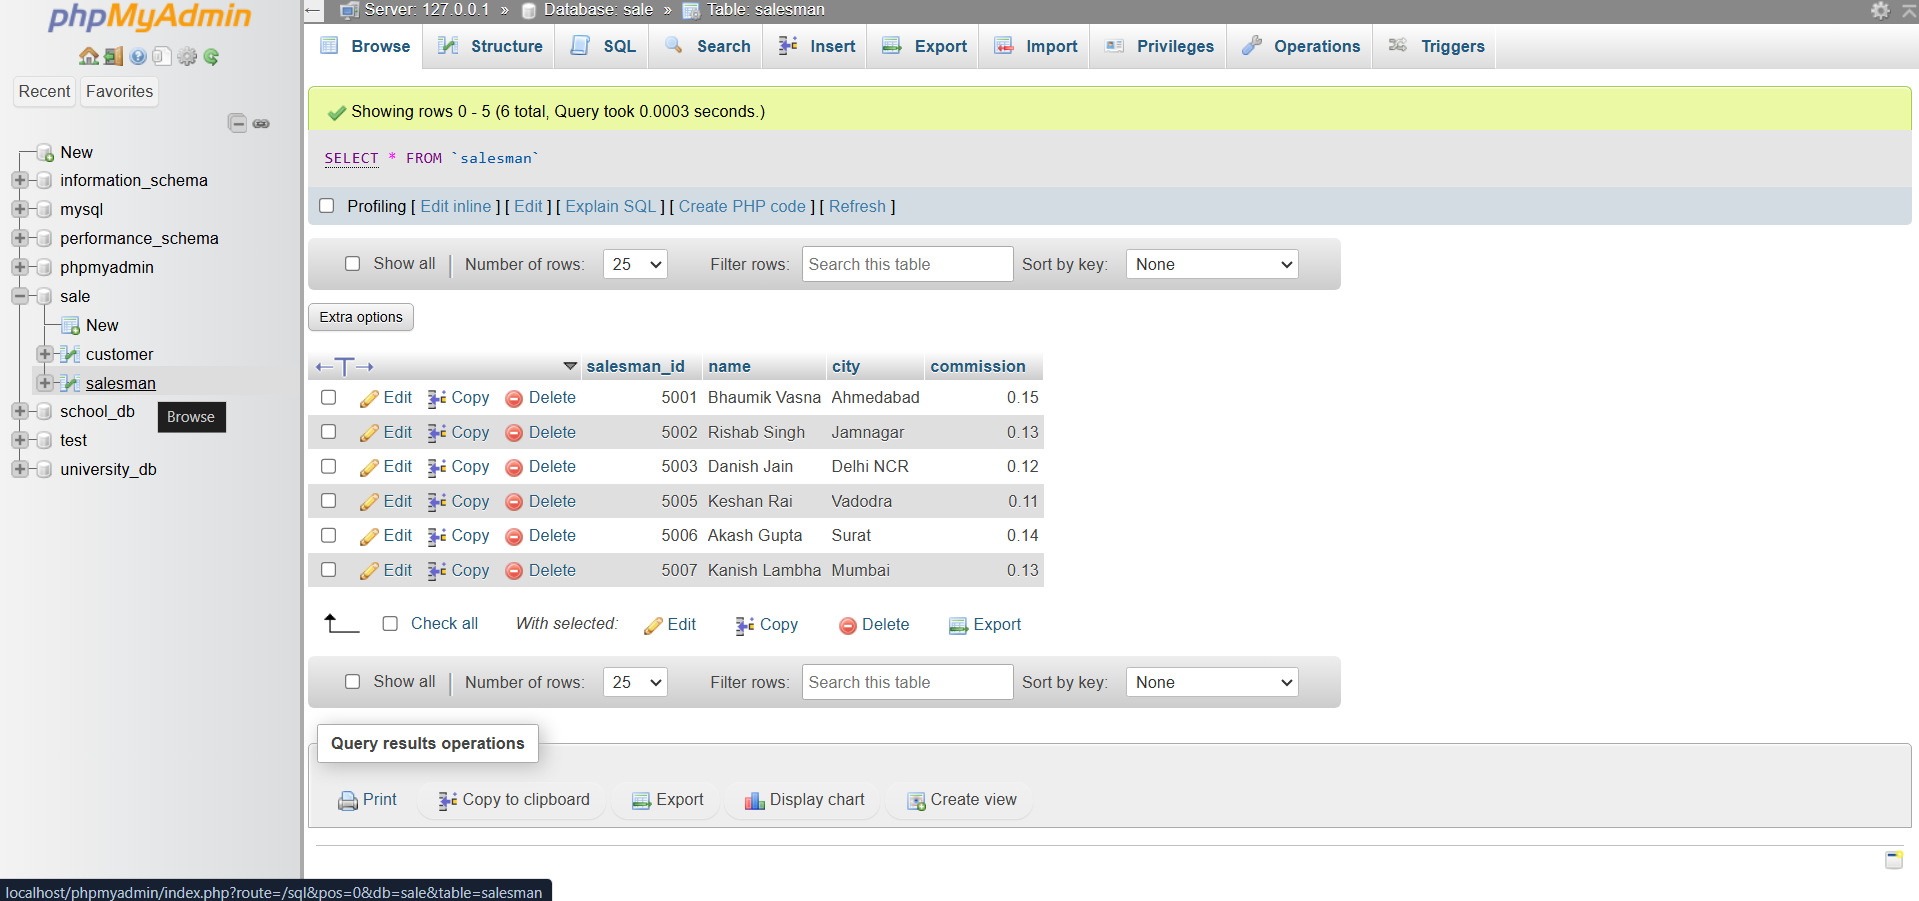 phpMyAdmin
Recent Favorites
New
information_schema
mysql
performance_schema
phpmyadmin
sale
New
customer
salesman
school_db
Browse
test
university_db
Server: 127.0.0.1 » Database: sale » Table: salesman
Browse Structure SQL Search Insert Export Import Privileges Operations Triggers
Showing rows 0 - 5 (6 total, Query took 0.0003 seconds.)
SELECT * FROM `salesman`
Profiling [ Edit inline ] [ Edit ] [ Explain SQL ] [ Create PHP code ] [ Refresh ]
Show all | Number of rows: 25 Filter rows: Search this table Sort by key: None
Extra options
salesman_id name city commission
Edit Copy Delete 5001 Bhaumik Vasna Ahmedabad 0.15
Edit Copy Delete 5002 Rishab Singh Jamnagar 0.13
Edit Copy Delete 5003 Danish Jain Delhi NCR 0.12
Edit Copy Delete 5005 Keshan Rai Vadodra 0.11
Edit Copy Delete 5006 Akash Gupta Surat 0.14
Edit Copy Delete 5007 Kanish Lambha Mumbai 0.13
Check all With selected: Edit Copy Delete Export
Show all | Number of rows: 25 Filter rows: Search this table Sort by key: None
Query results operations
Print Copy to clipboard Export Display chart Create view
localhost/phpmyadmin/index.php?route=/sql&pos=0&db=sale&table=salesman